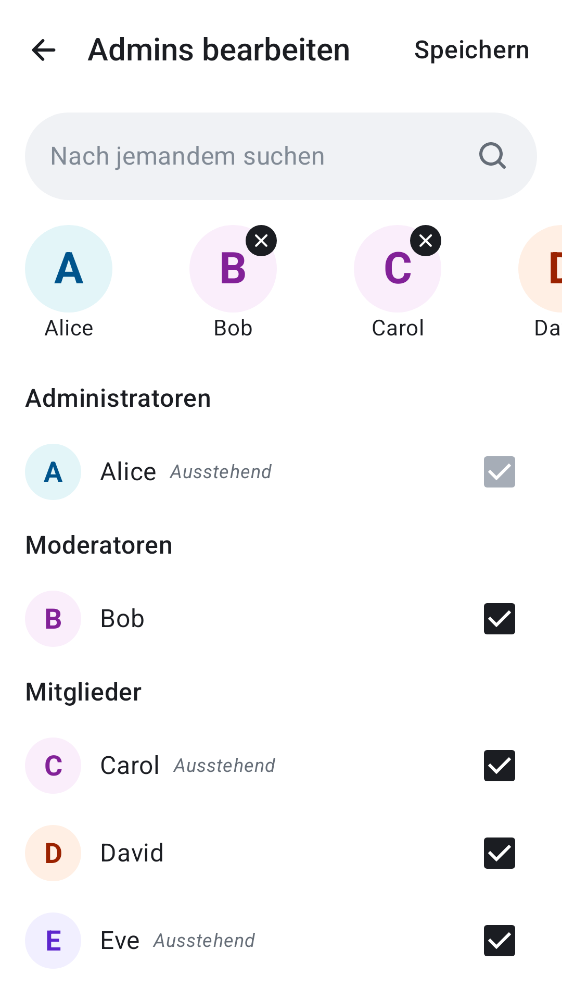 Admins bearbeiten Speichern
Nach jemandem suchen
A B C D
Alice Bob Carol Da
Administratoren
A Alice Ausstehend
Moderatoren
B Bob
Mitglieder
C Carol Ausstehend
D David
E Eve Ausstehend